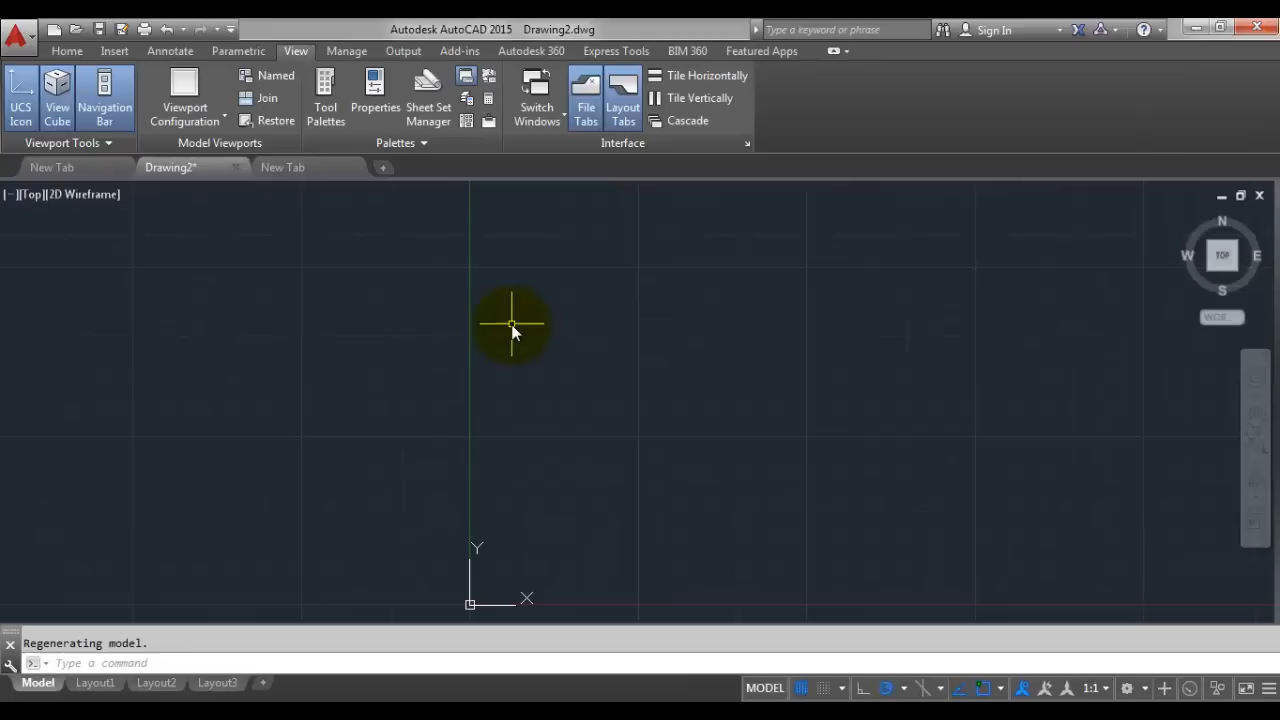 Autodesk AutoCAD 2015 Drawing2.dwg
Type a keyword or phrase
Sign In
Home Insert Annotate Parametric View Manage Output Add-ins Autodesk 360 Express Tools BIM 360 Featured Apps
UCS Icon
View Cube
Navigation Bar
Viewport Configuration
Named
Join
Restore
Tool Palettes
Properties
Sheet Set Manager
Switch Windows
File Tabs
Layout Tabs
Tile Horizontally
Tile Vertically
Cascade
Viewport Tools
Model Viewports
Palettes
Interface
New Tab Drawing2* New Tab
[−][Top][2D Wireframe]
N
W TOP E
S
Y
X
Regenerating model.
Type a command
Model Layout1 Layout2 Layout3 +
MODEL 1:1